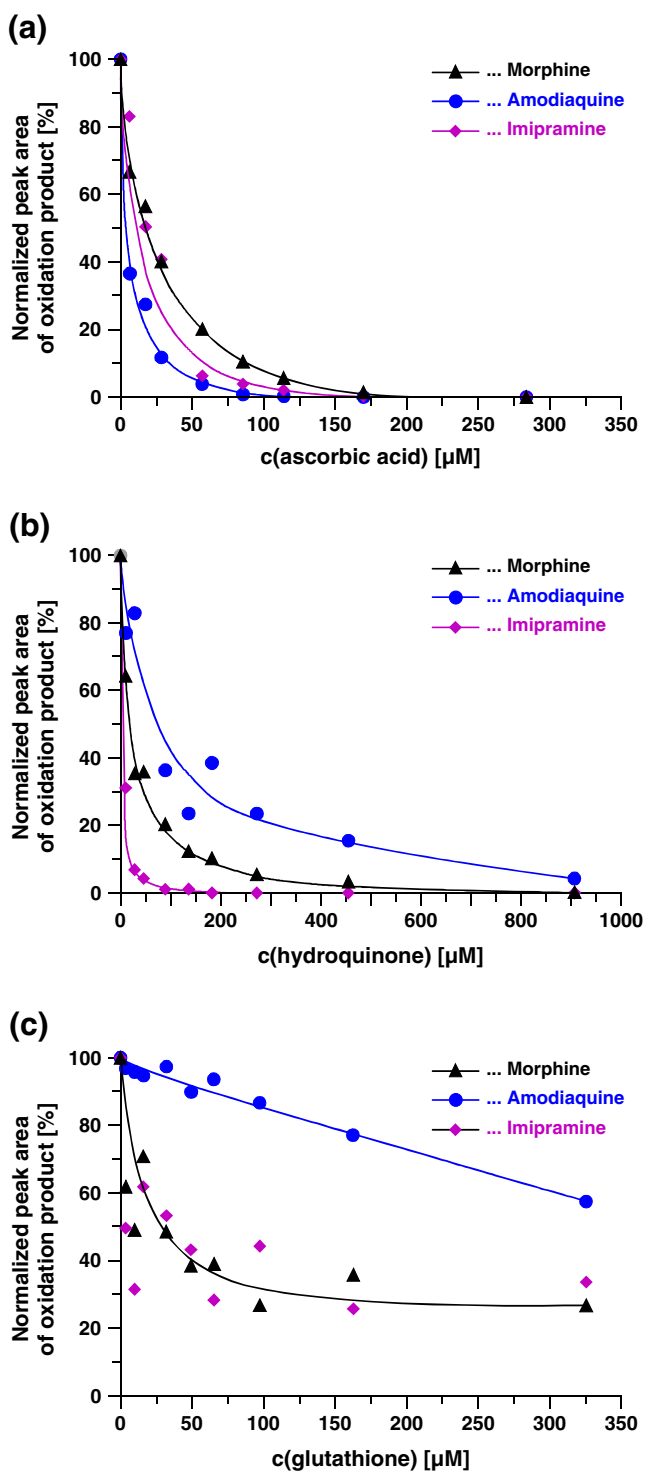 (a)
Normalized peak area
of oxidation product [%]
100
80
60
40
20
0
... Morphine
... Amodiaquine
... Imipramine
0 50 100 150 200 250 300 350
c(ascorbic acid) [µM]
(b)
Normalized peak area
of oxidation product [%]
100
80
60
40
20
0
... Morphine
... Amodiaquine
... Imipramine
0 200 400 600 800 1000
c(hydroquinone) [µM]
(c)
Normalized peak area
of oxidation product [%]
100
80
60
40
20
0
... Morphine
... Amodiaquine
... Imipramine
0 50 100 150 200 250 300 350
c(glutathione) [µM]